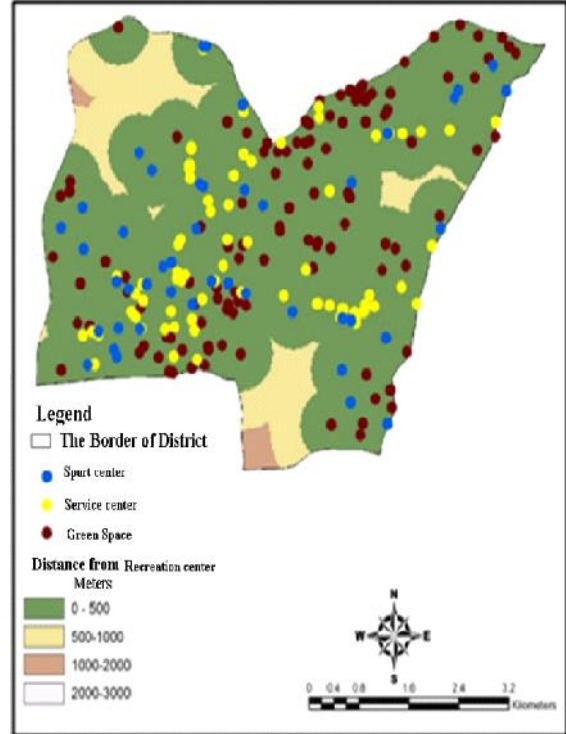 Legend
The Border of District
Spurt center
Service center
Green Space
Distance from Recreation center
Meters
0 - 500
500-1000
1000-2000
2000-3000
N
W E
S
0 0.4 0.8 1.6 2.4 3.2
Kilometers